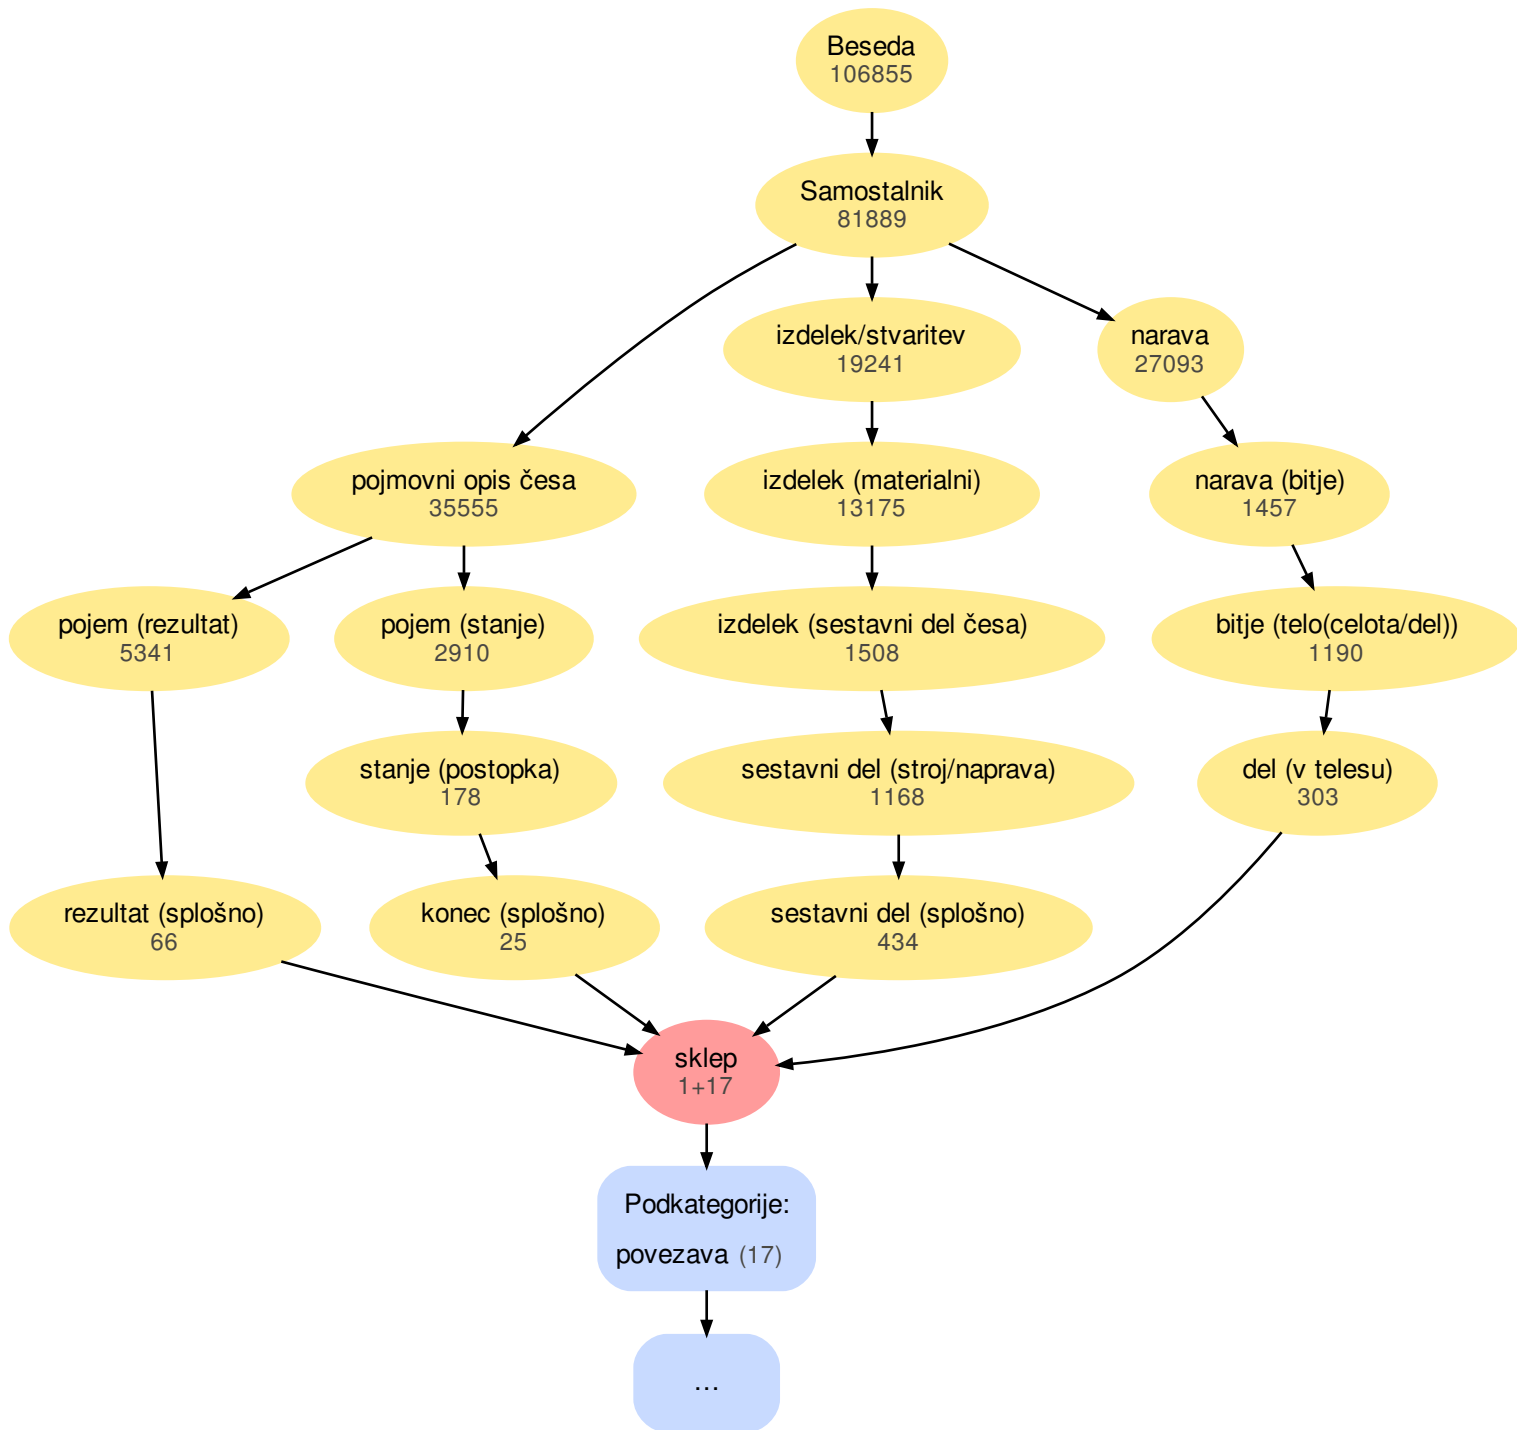 Beseda
106855
Samostalnik
81889
izdelek/stvaritev
19241
narava
27093
pojmovni opis česa
35555
izdelek (materialni)
13175
narava (bitje)
1457
pojem (rezultat)
5341
pojem (stanje)
2910
izdelek (sestavni del česa)
1508
bitje (telo(celota/del))
1190
stanje (postopka)
178
sestavni del (stroj/naprava)
1168
del (v telesu)
303
rezultat (splošno)
66
konec (splošno)
25
sestavni del (splošno)
434
sklep
1+17
Podkategorije:
povezava (17)
...